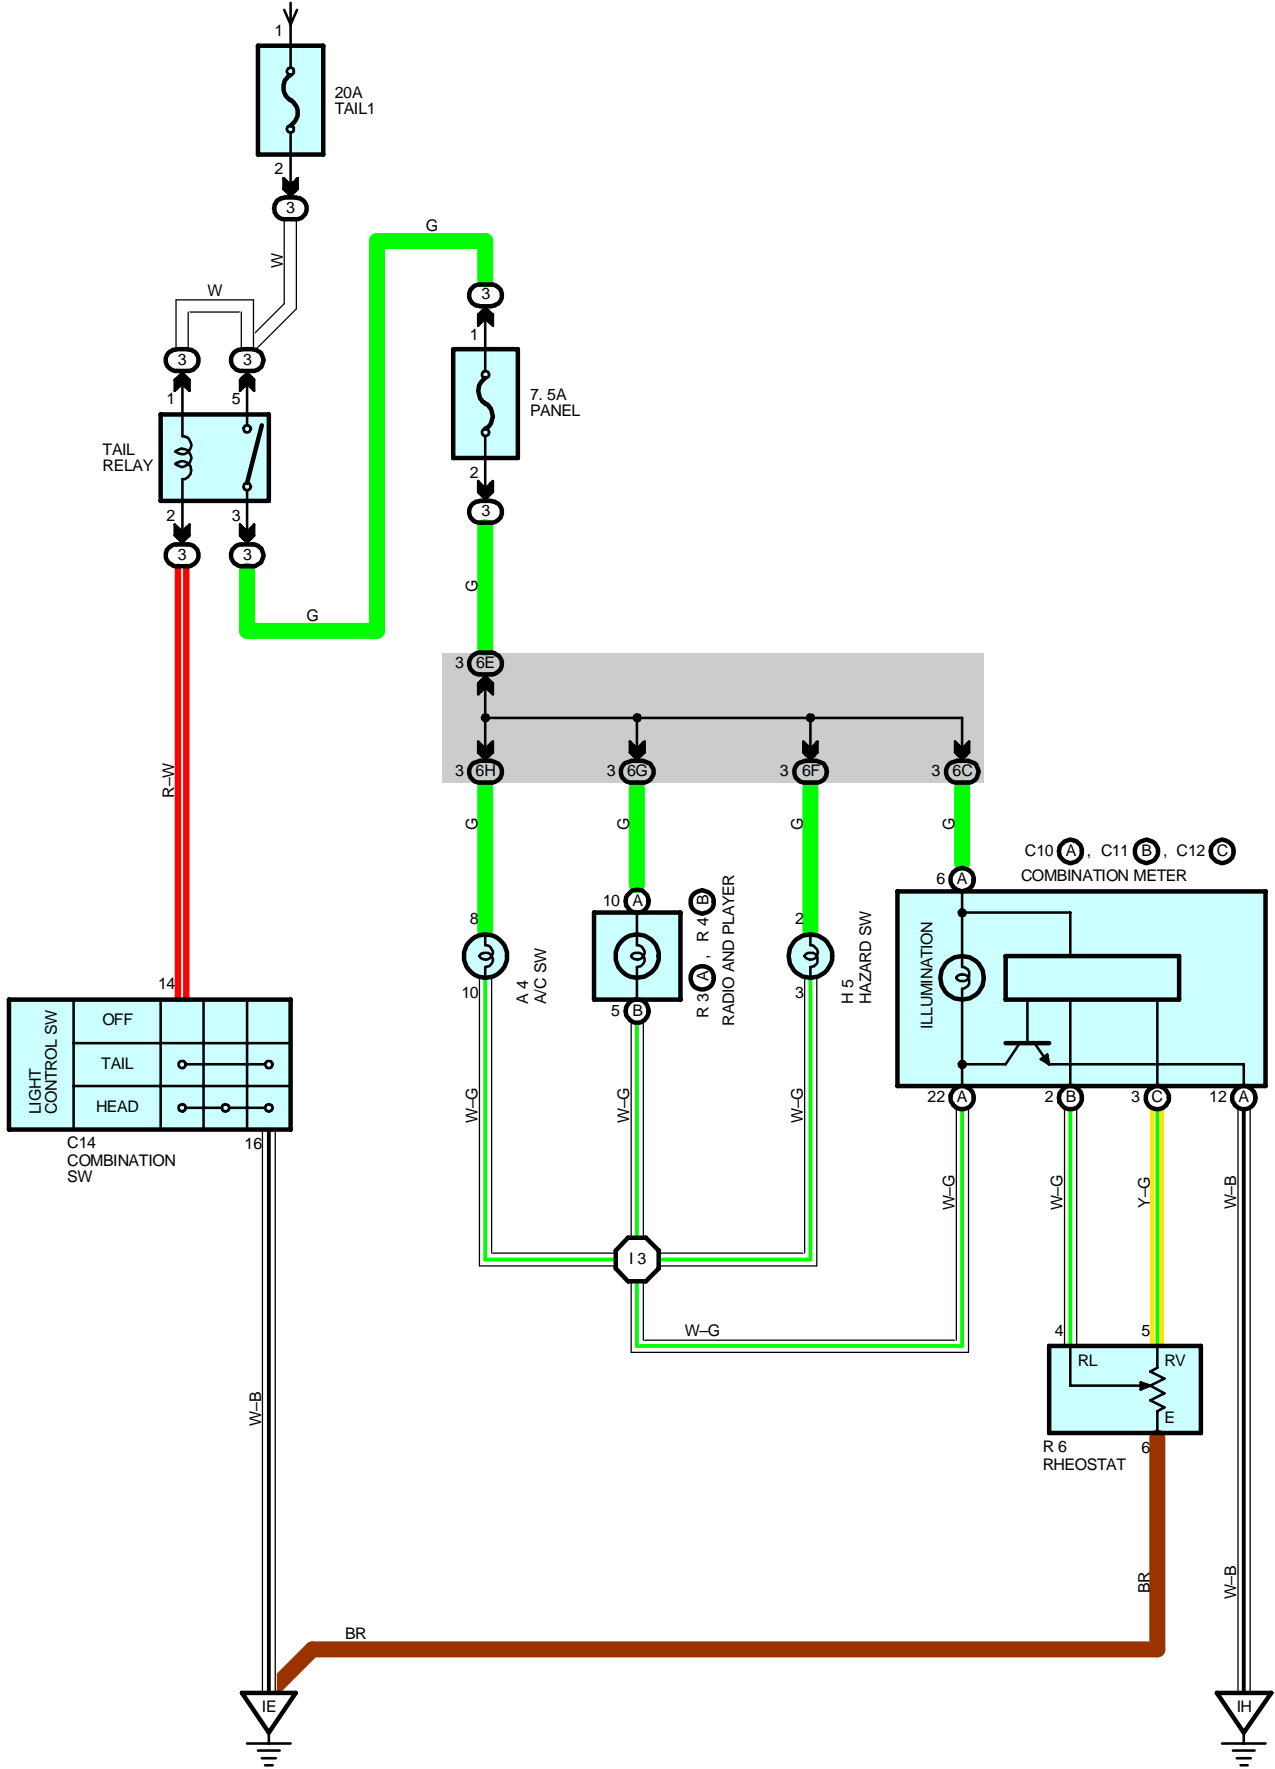 1
20A
TAIL1
2
3
W
G
W
3
3
3
1
5
1
7. 5A
PANEL
TAIL
RELAY
2
3
2
3
3
3
G
G
3 6E
R–W
3 6H
3 6G
3 6F
3 6C
G
G
G
G
C10 A , C11 B , C12 C
COMBINATION METER
6 A
10 A
8
2
A 4
A/C SW
R 3 A , R 4 B
RADIO AND PLAYER
H 5
HAZARD SW
ILLUMINATION
10
5 B
3
14
LIGHT
CONTROL SW
OFF
TAIL
HEAD
C14
COMBINATION
SW
16
22 A
2 B
3 C
12 A
W–G
W–G
W–G
W–G
W–G
Y–G
W–B
I 3
W–G
4
5
RL
RV
E
R 6
RHEOSTAT
6
W–B
BR
W–B
BR
IE
IH